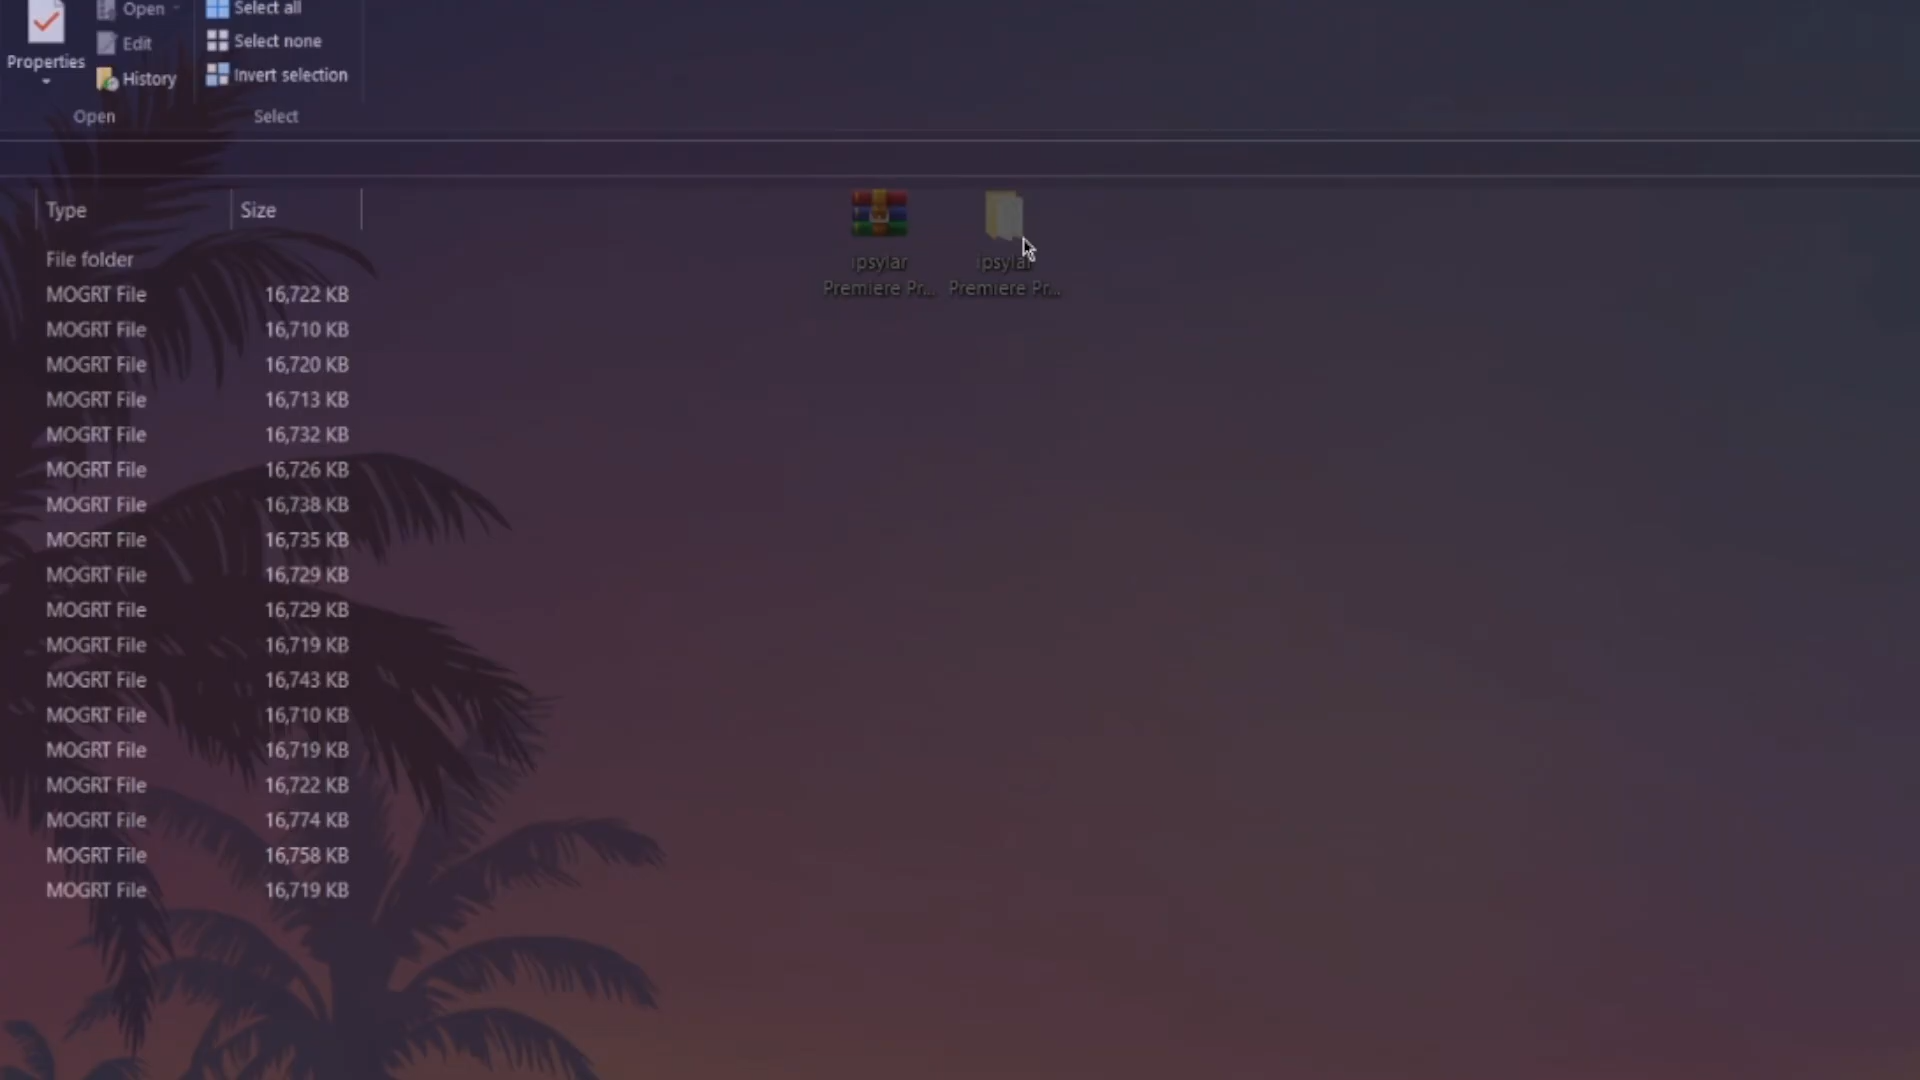 Open
Select all
Edit
Select none
Properties
History
Invert selection
Open
Select
Type
Size
File folder
MOGRT File 16,722 KB
MOGRT File 16,710 KB
MOGRT File 16,720 KB
MOGRT File 16,713 KB
MOGRT File 16,732 KB
MOGRT File 16,726 KB
MOGRT File 16,738 KB
MOGRT File 16,735 KB
MOGRT File 16,729 KB
MOGRT File 16,729 KB
MOGRT File 16,719 KB
MOGRT File 16,743 KB
MOGRT File 16,710 KB
MOGRT File 16,719 KB
MOGRT File 16,722 KB
MOGRT File 16,774 KB
MOGRT File 16,758 KB
MOGRT File 16,719 KB
ipsylar
Premiere Pr...
ipsylar
Premiere Pr...